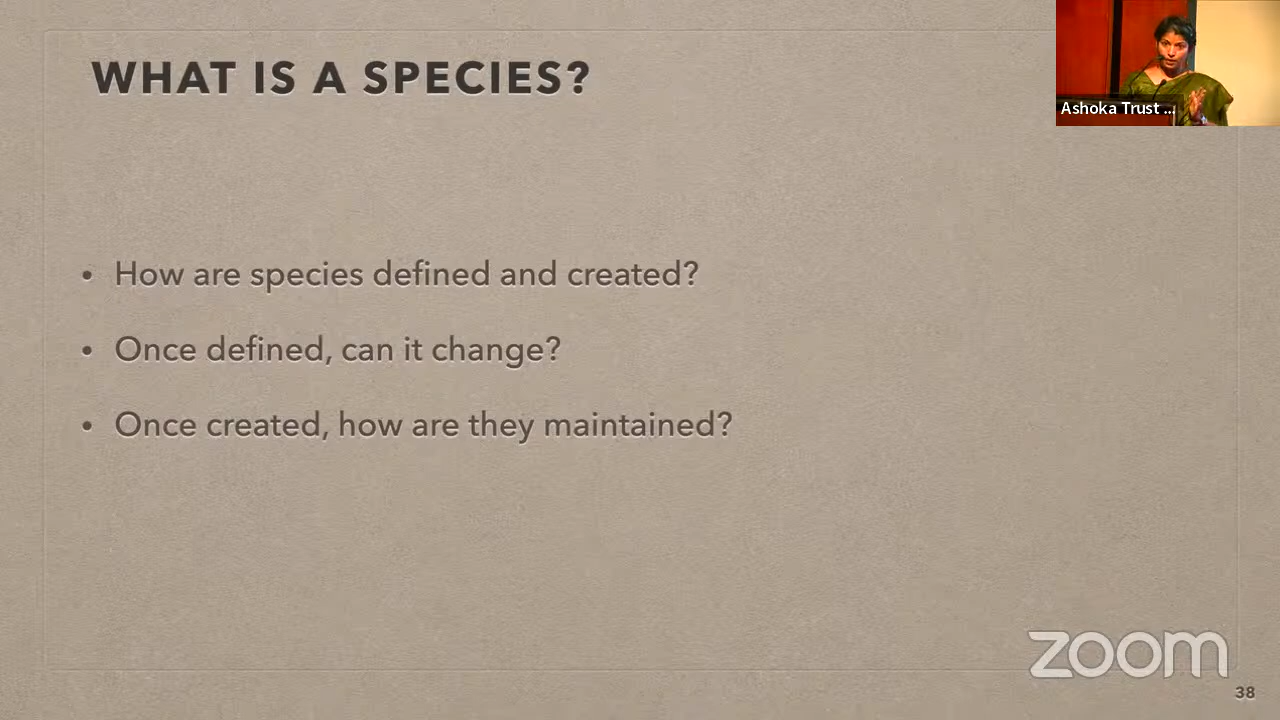 WHAT IS A SPECIES?
Ashoka Trust ...
• How are species defined and created?
• Once defined, can it change?
• Once created, how are they maintained?
zoom
38